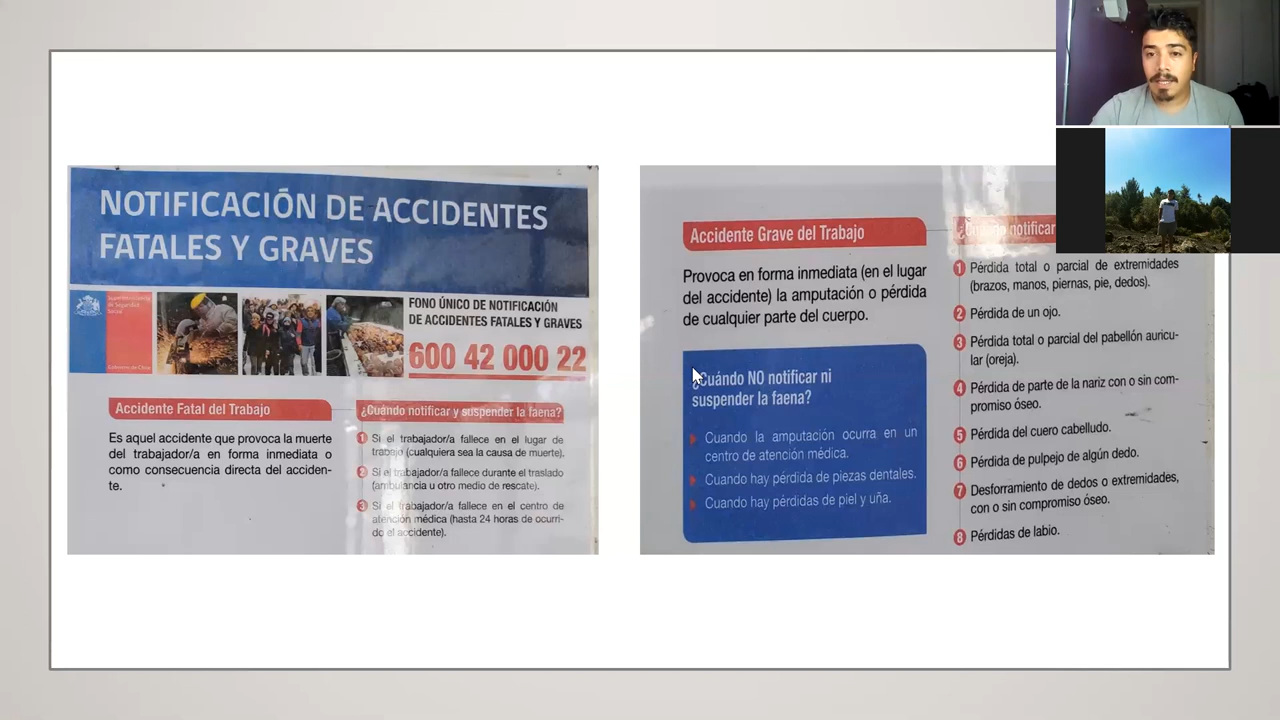 NOTIFICACIÓN DE ACCIDENTES
FATALES Y GRAVES
Superintendencia
de Seguridad
Social
Gobierno de Chile
FONO ÚNICO DE NOTIFICACIÓN
DE ACCIDENTES FATALES Y GRAVES
600 42 000 22
Accidente Fatal del Trabajo
Es aquel accidente que provoca la muerte
del trabajador/a en forma inmediata o
como consecuencia directa del acciden-
te.
¿Cuándo notificar y suspender la faena?
1 Si el trabajador/a fallece en el lugar de
trabajo (cualquiera sea la causa de muerte).
2 Si el trabajador/a fallece durante el traslado
(ambulancia u otro medio de rescate).
3 Si el trabajador/a fallece en el centro de
atención médica (hasta 24 horas de ocurri-
do el accidente).
Accidente Grave del Trabajo
Provoca en forma inmediata (en el lugar
del accidente) la amputación o pérdida
de cualquier parte del cuerpo.
¿Cuándo NO notificar ni
suspender la faena?
Cuando la amputación ocurra en un
centro de atención médica.
Cuando hay pérdida de piezas dentales.
Cuando hay pérdidas de piel y uña.
¿Cuándo notificar
1 Pérdida total o parcial de extremidades
(brazos, manos, piernas, pie, dedos).
2 Pérdida de un ojo.
3 Pérdida total o parcial del pabellón auricu-
lar (oreja).
4 Pérdida de parte de la nariz con o sin com-
promiso óseo.
5 Pérdida del cuero cabelludo.
6 Pérdida de pulpejo de algún dedo.
7 Desforramiento de dedos o extremidades,
con o sin compromiso óseo.
8 Pérdidas de labio.